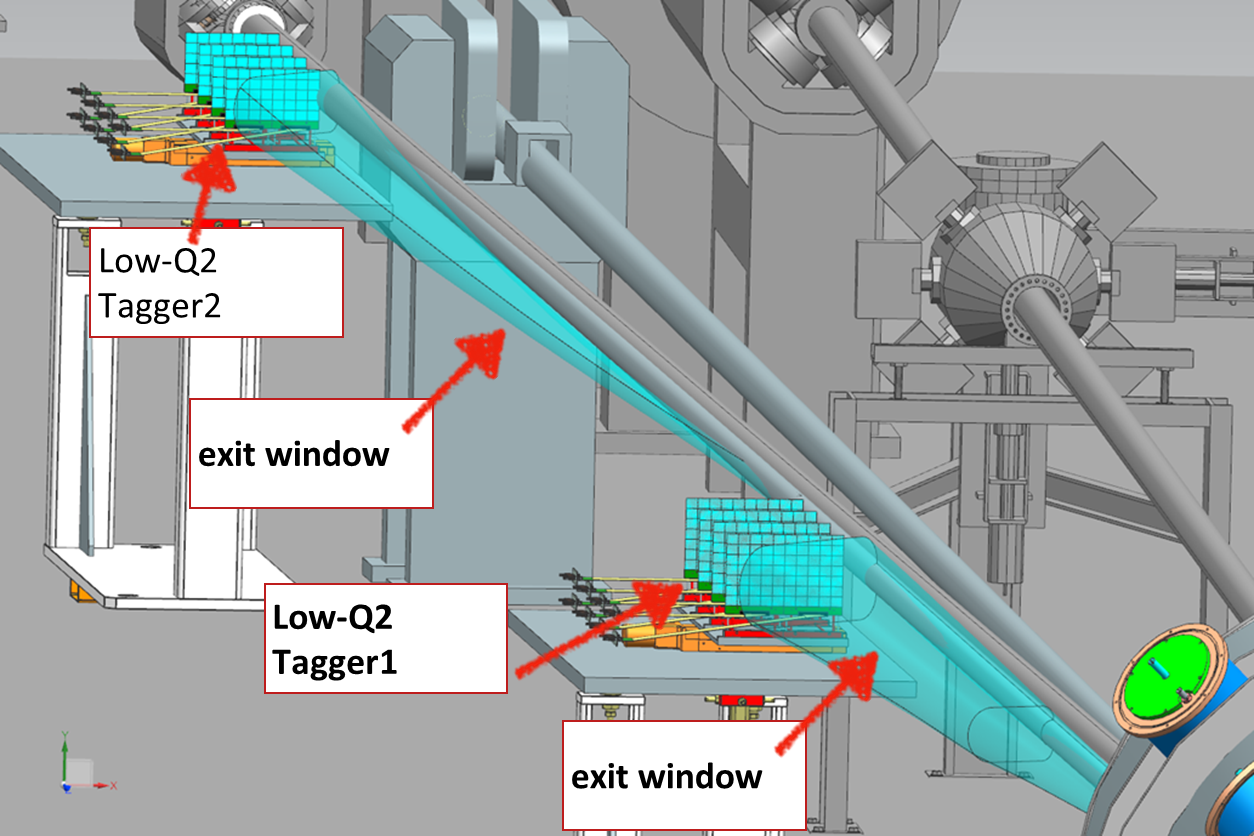 Low-Q2
Tagger2
exit window
Low-Q2
Tagger1
exit window
Y
X